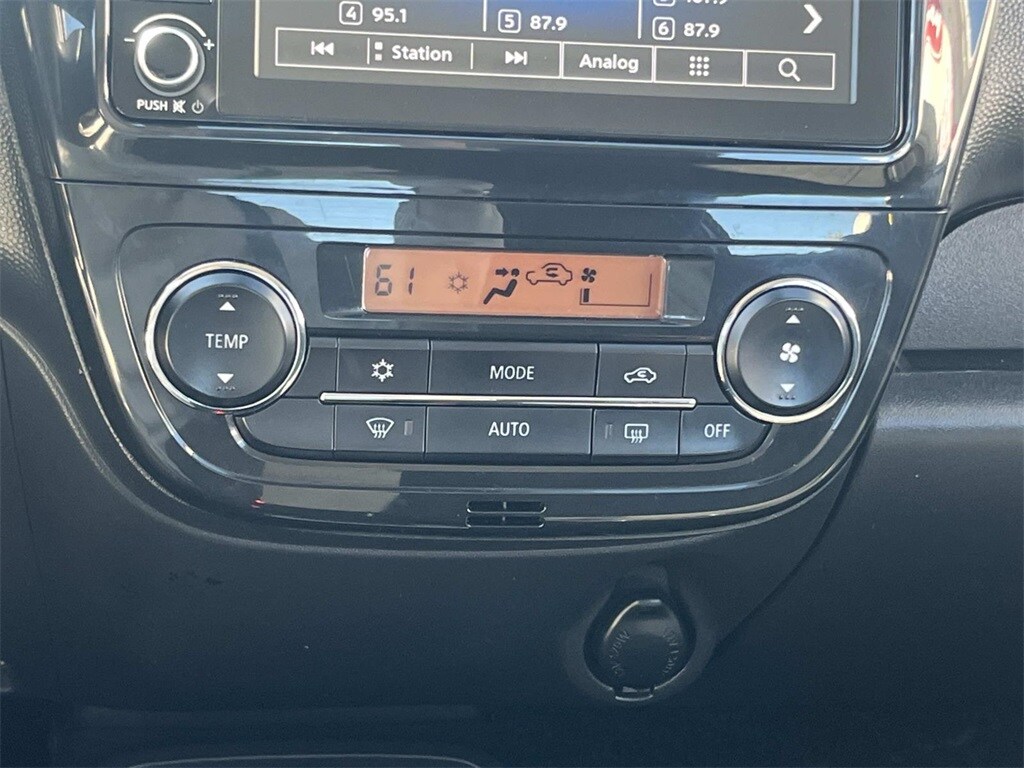 4 95.1
5 87.9
6 87.9
Station
Analog
PUSH
61
TEMP
MODE
AUTO
OFF